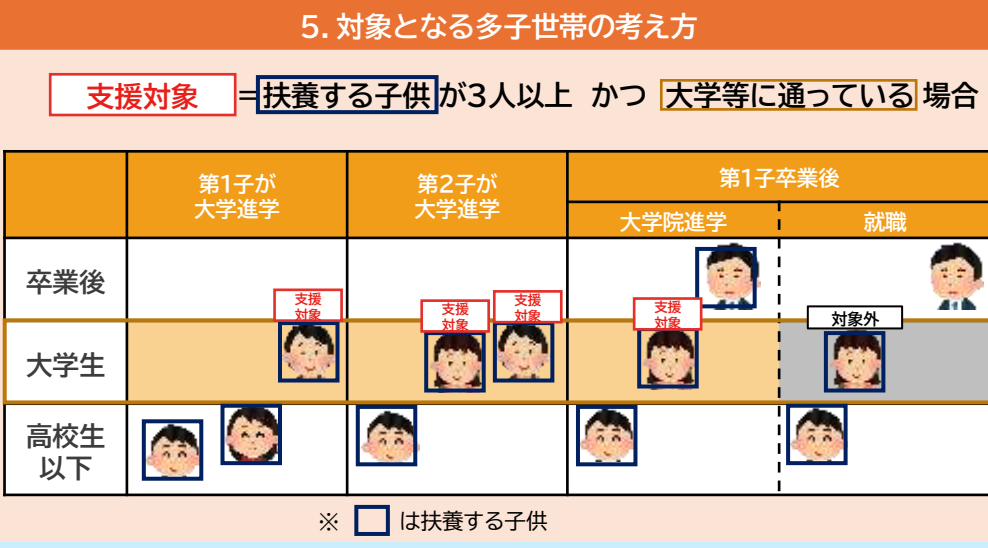 5．対象となる多子世帯の考え方
支援対象 =扶養する子供が3人以上 かつ 大学等に通っている 場合
第1子が
大学進学
第2子が
大学進学
第1子卒業後
大学院進学
就職
卒業後
支援
対象
支援
対象
支援
対象
支援
対象
対象外
大学生
高校生
以下
※ は扶養する子供